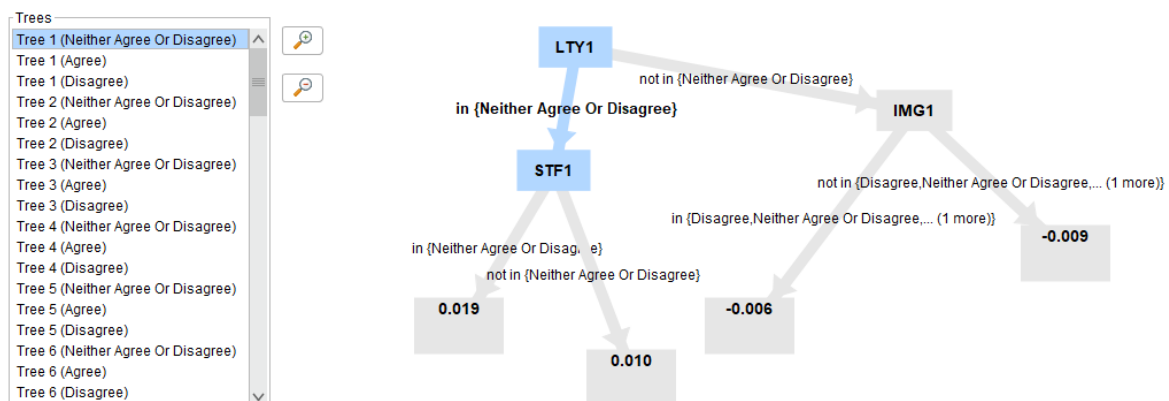 Trees
Tree 1 (Neither Agree Or Disagree)
Tree 1 (Agree)
Tree 1 (Disagree)
Tree 2 (Neither Agree Or Disagree)
Tree 2 (Agree)
Tree 2 (Disagree)
Tree 3 (Neither Agree Or Disagree)
Tree 3 (Agree)
Tree 3 (Disagree)
Tree 4 (Neither Agree Or Disagree)
Tree 4 (Agree)
Tree 4 (Disagree)
Tree 5 (Neither Agree Or Disagree)
Tree 5 (Agree)
Tree 5 (Disagree)
Tree 6 (Neither Agree Or Disagree)
Tree 6 (Agree)
Tree 6 (Disagree)
LTY1
not in {Neither Agree Or Disagree}
in {Neither Agree Or Disagree}
IMG1
STF1
not in {Disagree,Neither Agree Or Disagree,... (1 more)}
in {Disagree,Neither Agree Or Disagree,... (1 more)}
-0.009
in {Neither Agree Or Disagree}
not in {Neither Agree Or Disagree}
0.019
-0.006
0.010